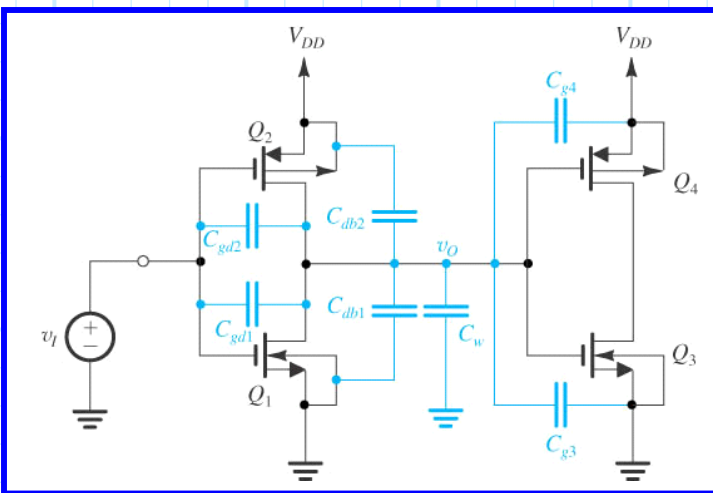 V_DD
V_DD
C_g4
Q_2
Q_4
C_db2
C_gd2
v_O
C_gd1
C_db1
C_w
v_I
+
−
Q_3
Q_1
C_g3